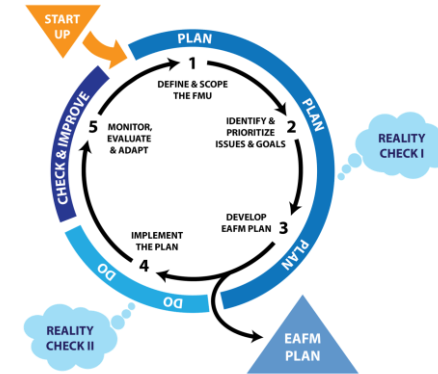 START
UP
PLAN
1
DEFINE & SCOPE
THE FMU
PLAN
2
IDENTIFY &
PRIORITIZE
ISSUES & GOALS
REALITY
CHECK I
3
DEVELOP
EAFM PLAN
PLAN
EAFM
PLAN
4
IMPLEMENT
THE PLAN
DO
DO
REALITY
CHECK II
5
MONITOR,
EVALUATE
& ADAPT
CHECK & IMPROVE